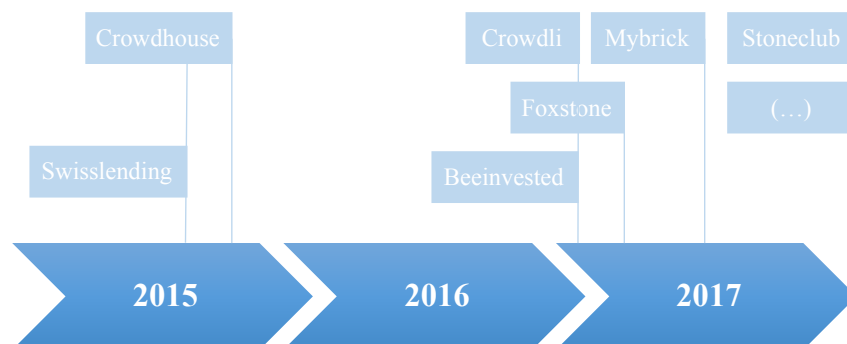 Crowdhouse
Crowdli
Mybrick
Stoneclub
Foxstone
(…)
Swisslending
Beeinvested
2015
2016
2017